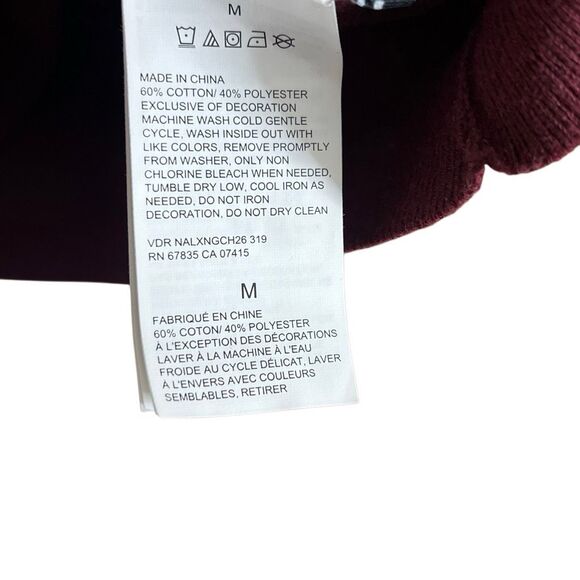 M
MADE IN CHINA
60% COTTON/ 40% POLYESTER
EXCLUSIVE OF DECORATION
MACHINE WASH COLD GENTLE
CYCLE, WASH INSIDE OUT WITH
LIKE COLORS, REMOVE PROMPTLY
FROM WASHER, ONLY NON
CHLORINE BLEACH WHEN NEEDED,
TUMBLE DRY LOW, COOL IRON AS
NEEDED, DO NOT IRON
DECORATION, DO NOT DRY CLEAN
VDR NALXNGCH26 319
RN 67835 CA 07415
M
FABRIQUÉ EN CHINE
60% COTON/ 40% POLYESTER
À L'EXCEPTION DES DÉCORATIONS
LAVER À LA MACHINE À L'EAU
FROIDE AU CYCLE DÉLICAT, LAVER
À L'ENVERS AVEC COULEURS
SEMBLABLES, RETIRER